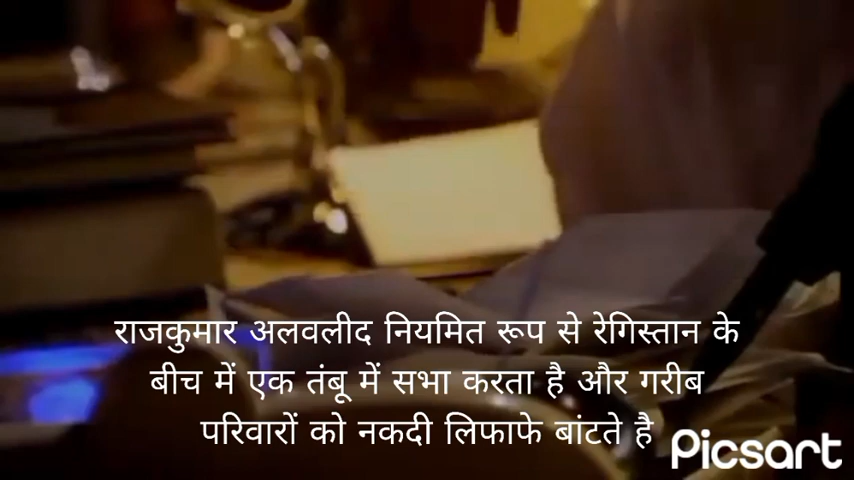 राजकुमार अलवलीद नियमित रूप से रेगिस्तान के
बीच में एक तंबू में सभा करता है और गरीब
परिवारों को नकदी लिफाफे बांटते है
Picsart